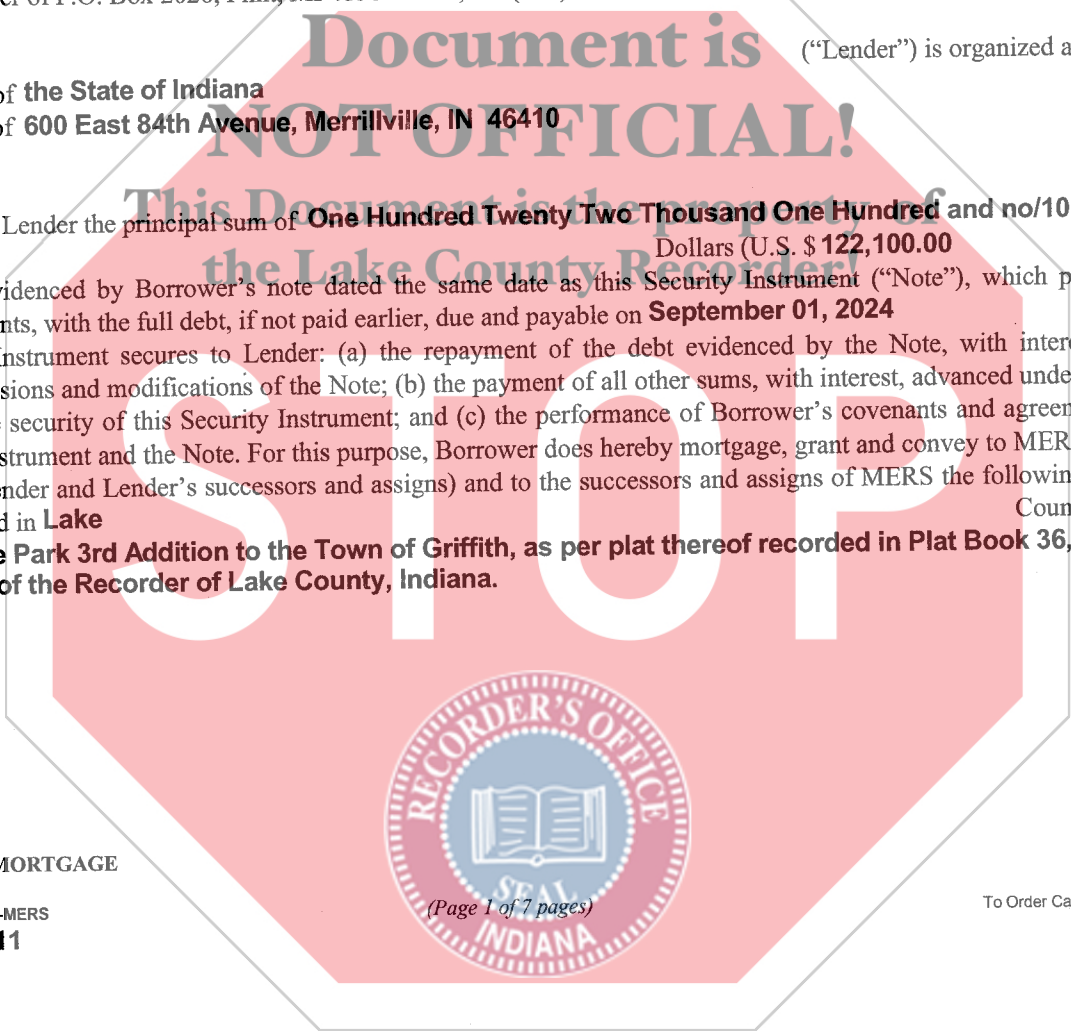 Document is
("Lender") is organized a
of the State of Indiana
NOT OFFICIAL!
of 600 East 84th Avenue, Merrillville, IN 46410
This Document is the property of
Lender the principal sum of One Hundred Twenty Two Thousand One Hundred and no/10
Dollars (U.S. $ 122,100.00
the Lake County Recorder!
videnced by Borrower's note dated the same date as this Security Instrument ("Note"), which p
nts, with the full debt, if not paid earlier, due and payable on September 01, 2024
nstrument secures to Lender: (a) the repayment of the debt evidenced by the Note, with inter
sions and modifications of the Note; (b) the payment of all other sums, with interest, advanced unde
security of this Security Instrument; and (c) the performance of Borrower's covenants and agreen
strument and the Note. For this purpose, Borrower does hereby mortgage, grant and convey to MER
nder and Lender's successors and assigns) and to the successors and assigns of MERS the followin
d in Lake Coun
e Park 3rd Addition to the Town of Griffith, as per plat thereof recorded in Plat Book 36,
of the Recorder of Lake County, Indiana.
STOP
RECORDER'S OFFICE
SEAL
INDIANA
MORTGAGE
-MERS
(Page 1 of 7 pages)
To Order Ca
11